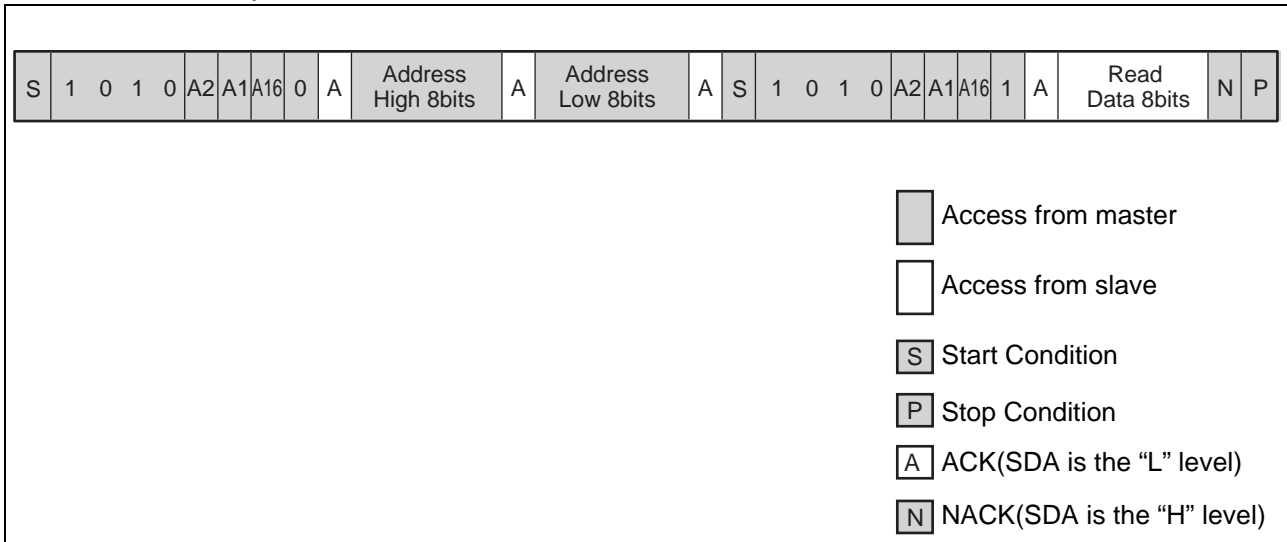 S 1 0 1 0 A2 A1 A16 0 A Address High 8bits A Address Low 8bits A S 1 0 1 0 A2 A1 A16 1 A Read Data 8bits N P
Access from master
Access from slave
S Start Condition
P Stop Condition
A ACK(SDA is the “L” level)
N NACK(SDA is the “H” level)